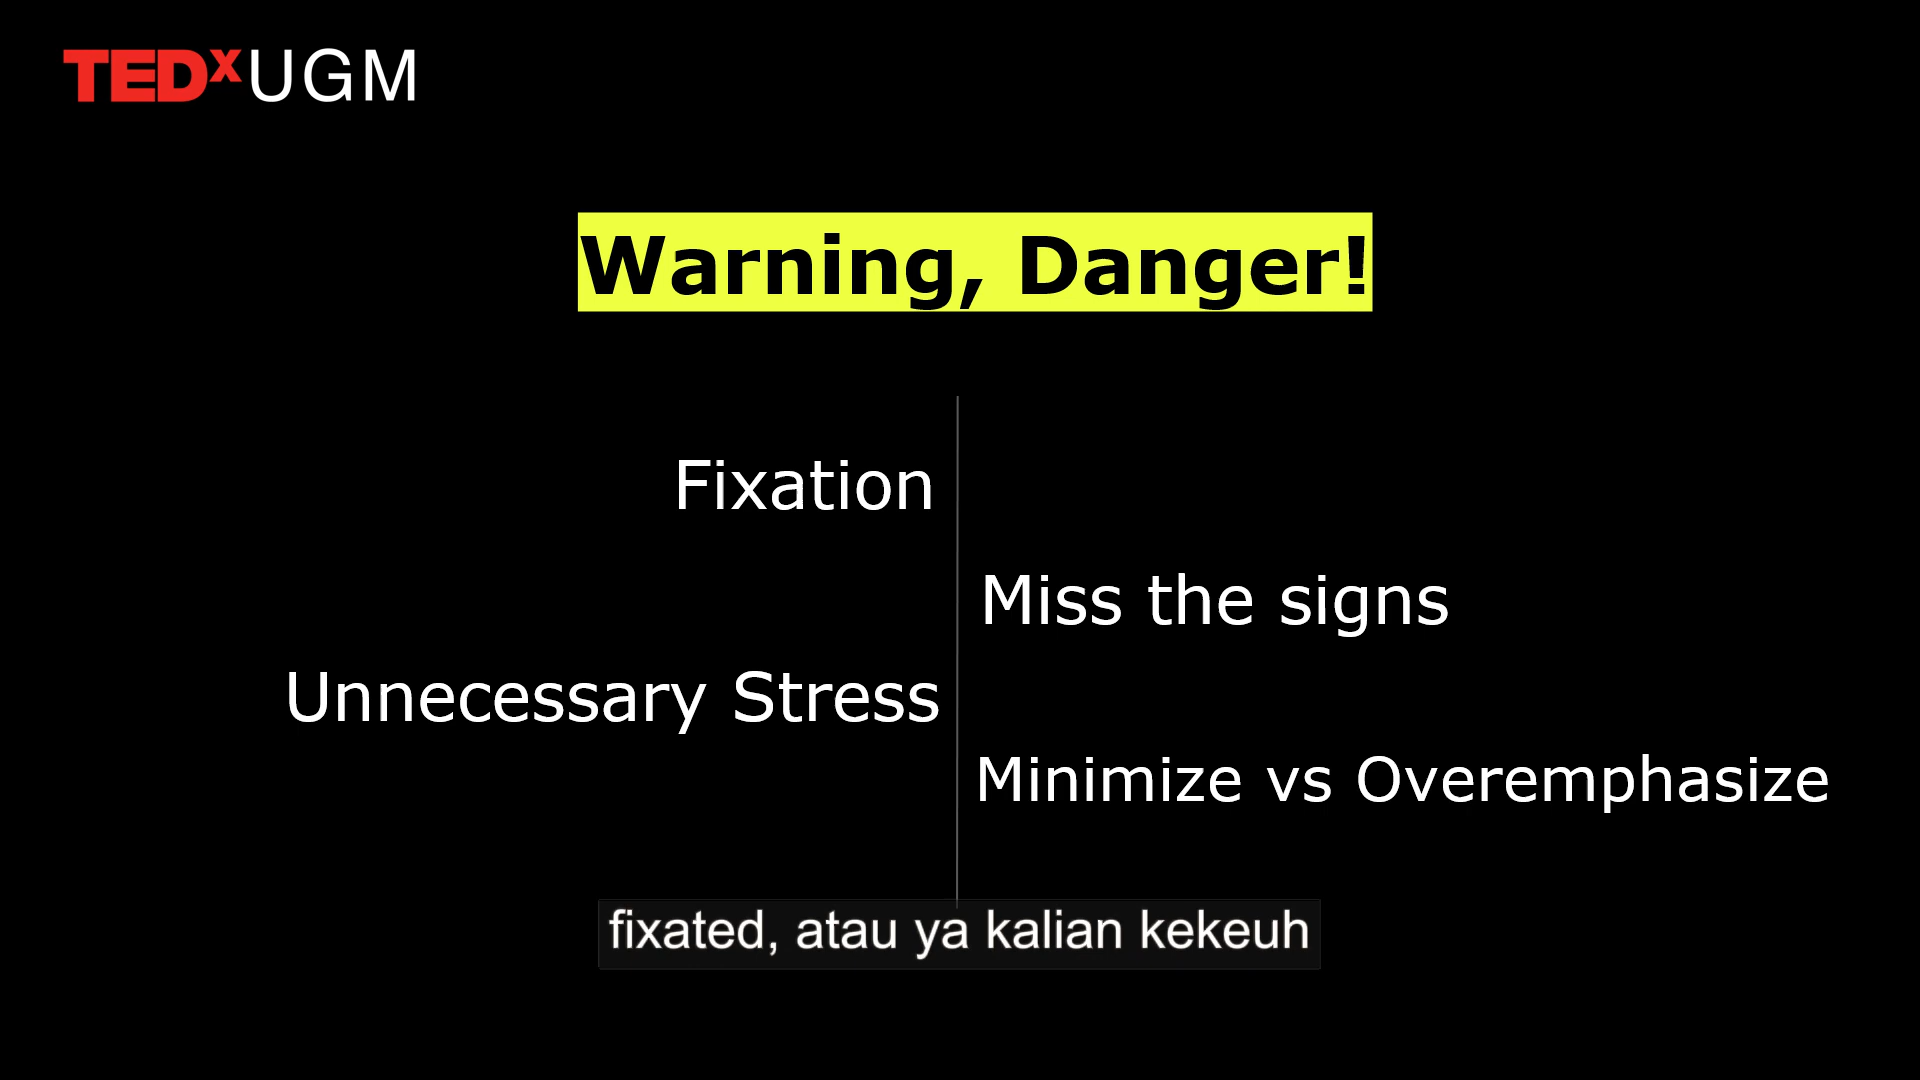 TEDxUGM
Warning, Danger!
Fixation
Miss the signs
Unnecessary Stress
Minimize vs Overemphasize
fixated, atau ya kalian kekeuh